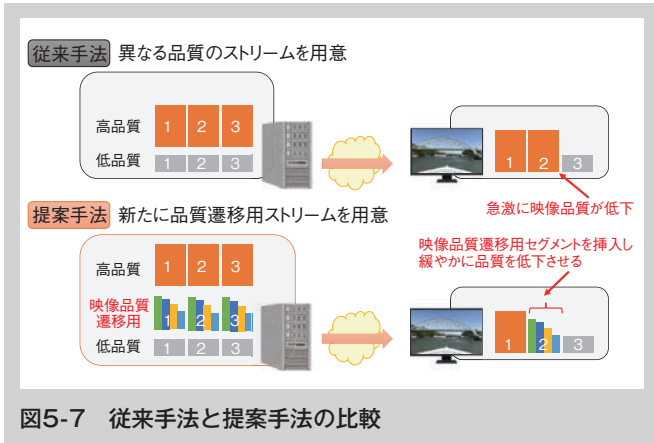 従来手法 異なる品質のストリームを用意
高品質 1 2 3
低品質 1 2 3
1 2 3
急激に映像品質が低下
提案手法 新たに品質遷移用ストリームを用意
映像品質遷移用セグメントを挿入し
緩やかに品質を低下させる
高品質 1 2 3
映像品質
遷移用 1 2 3
低品質 1 2 3
1 2 3
図5-7 従来手法と提案手法の比較